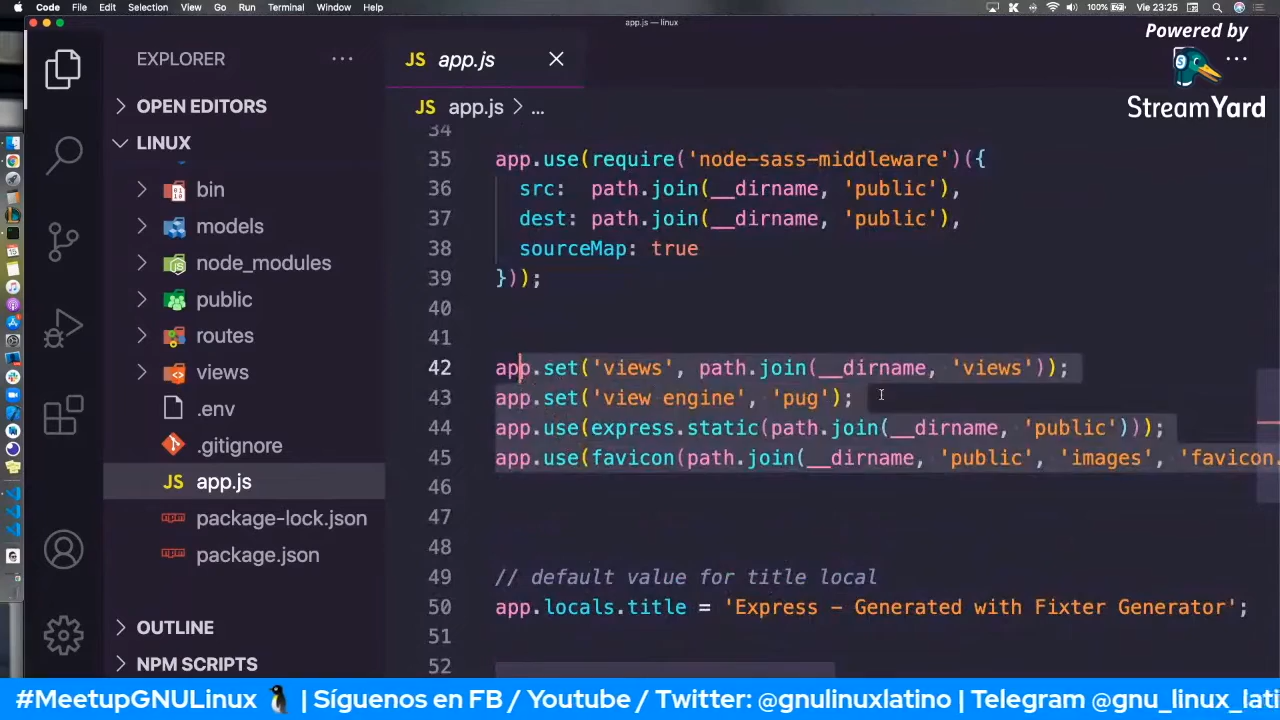 Code File Edit Selection View Go Run Terminal Window Help 100% Vie 23:25
app.js — linux
Powered by
StreamYard
EXPLORER
OPEN EDITORS
LINUX
bin
models
node_modules
public
routes
views
.env
.gitignore
JS app.js
package-lock.json
package.json
OUTLINE
NPM SCRIPTS
JS app.js
JS app.js > ...
34
35 app.use(require('node-sass-middleware')({
36 src: path.join(__dirname, 'public'),
37 dest: path.join(__dirname, 'public'),
38 sourceMap: true
39 }));
40
41
42 app.set('views', path.join(__dirname, 'views'));
43 app.set('view engine', 'pug');
44 app.use(express.static(path.join(__dirname, 'public')));
45 app.use(favicon(path.join(__dirname, 'public', 'images', 'favicon.
46
47
48
49 // default value for title local
50 app.locals.title = 'Express - Generated with Fixter Generator';
51
52
#MeetupGNULinux 🐧 | Síguenos en FB / Youtube / Twitter: @gnulinuxlatino | Telegram @gnu_linux_lati